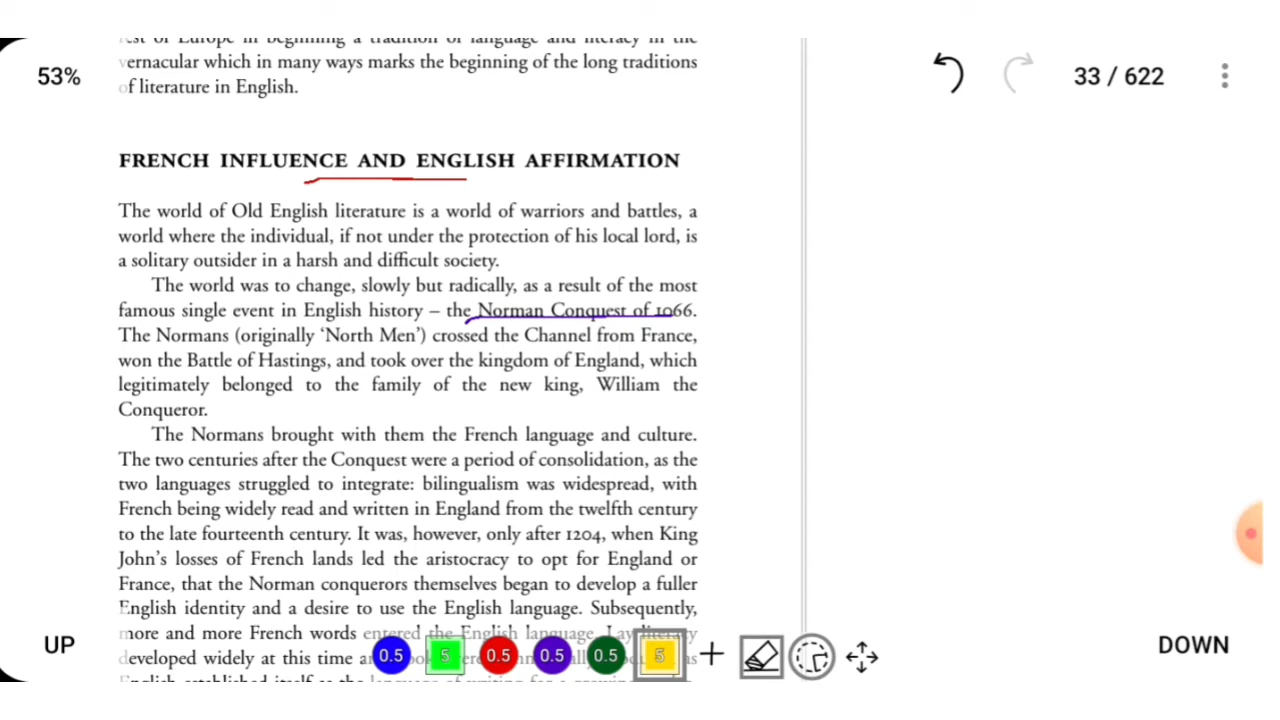 vernacular which in many ways marks the beginning of the long traditions
53%
33 / 622
of literature in English.
FRENCH INFLUENCE AND ENGLISH AFFIRMATION
The world of Old English literature is a world of warriors and battles, a
world where the individual, if not under the protection of his local lord, is
a solitary outsider in a harsh and difficult society.
The world was to change, slowly but radically, as a result of the most
famous single event in English history – the Norman Conquest of 1066.
The Normans (originally ‘North Men’) crossed the Channel from France,
won the Battle of Hastings, and took over the kingdom of England, which
legitimately belonged to the family of the new king, William the
Conqueror.
The Normans brought with them the French language and culture.
The two centuries after the Conquest were a period of consolidation, as the
two languages struggled to integrate: bilingualism was widespread, with
French being widely read and written in England from the twelfth century
to the late fourteenth century. It was, however, only after 1204, when King
John’s losses of French lands led the aristocracy to opt for England or
France, that the Norman conquerors themselves began to develop a fuller
English identity and a desire to use the English language. Subsequently,
more and more French words entered the English language. Lay literacy
UP
DOWN
developed widely at this time
0.5 5 0.5 0.5 0.5 5